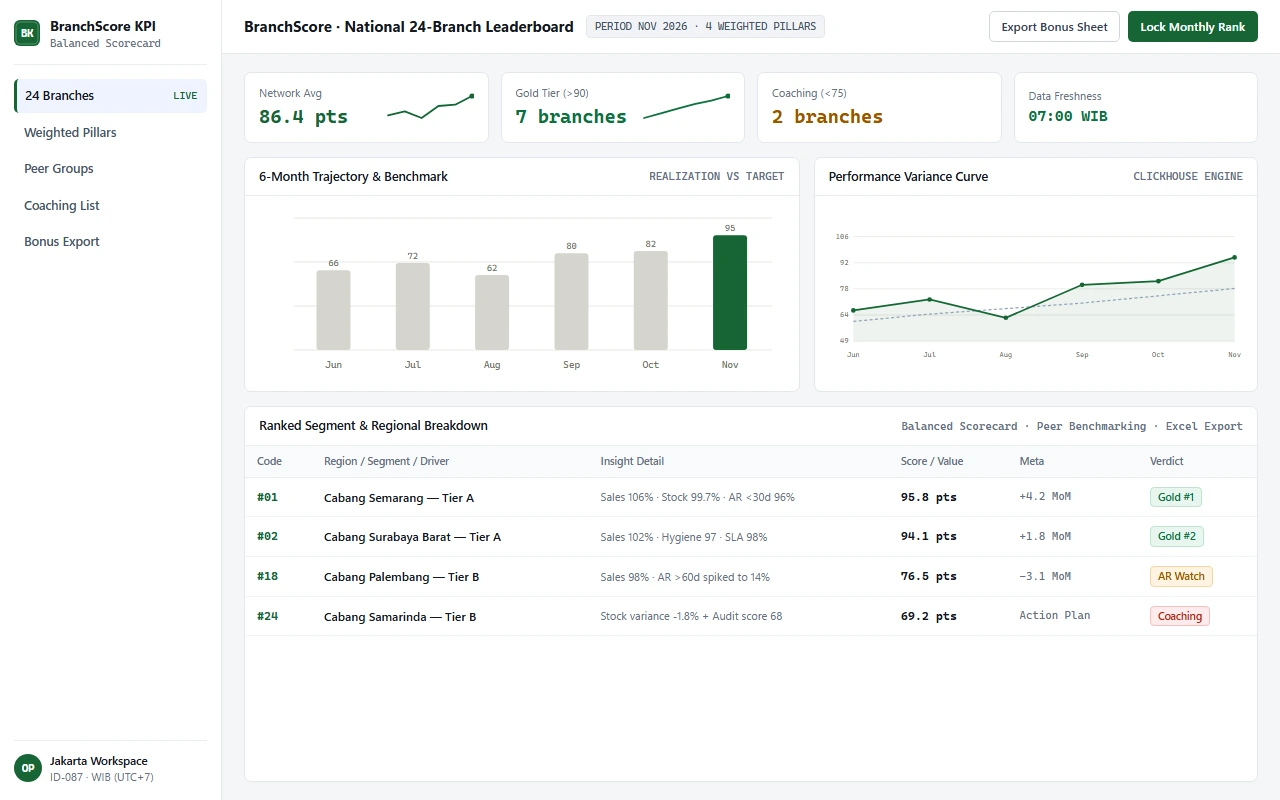 BK
BranchScore KPI
Balanced Scorecard
24 Branches LIVE
Weighted Pillars
Peer Groups
Coaching List
Bonus Export
OP
Jakarta Workspace
ID-087 · WIB (UTC+7)
BranchScore · National 24-Branch Leaderboard
PERIOD NOV 2026 · 4 WEIGHTED PILLARS
Export Bonus Sheet
Lock Monthly Rank
Network Avg
86.4 pts
Gold Tier (>90)
7 branches
Coaching (<75)
2 branches
Data Freshness
07:00 WIB
6-Month Trajectory & Benchmark
REALIZATION VS TARGET
66
72
62
80
82
95
Jun Jul Aug Sep Oct Nov
Performance Variance Curve
CLICKHOUSE ENGINE
106
92
78
64
49
Jun Jul Aug Sep Oct Nov
Ranked Segment & Regional Breakdown
Balanced Scorecard · Peer Benchmarking · Excel Export
Code Region / Segment / Driver Insight Detail Score / Value Meta Verdict
#01 Cabang Semarang — Tier A Sales 106% · Stock 99.7% · AR <30d 96% 95.8 pts +4.2 MoM Gold #1
#02 Cabang Surabaya Barat — Tier A Sales 102% · Hygiene 97 · SLA 98% 94.1 pts +1.8 MoM Gold #2
#18 Cabang Palembang — Tier B Sales 98% · AR >60d spiked to 14% 76.5 pts −3.1 MoM AR Watch
#24 Cabang Samarinda — Tier B Stock variance -1.8% + Audit score 68 69.2 pts Action Plan Coaching